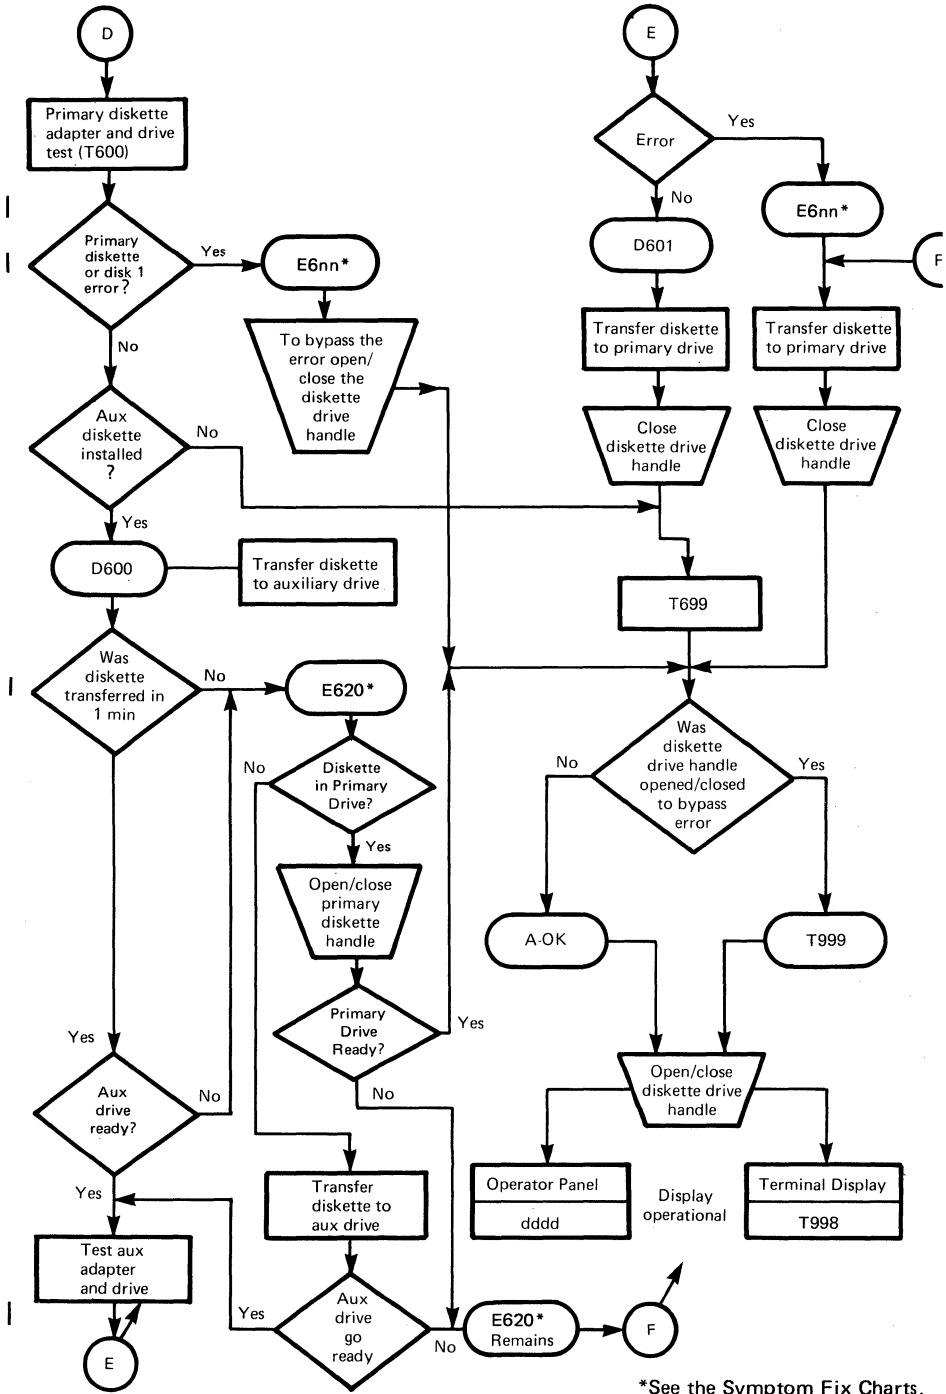 D
Primary diskette
adapter and drive
test (T600)
Primary
diskette
or disk 1
error?
Yes
E6nn*
No
To bypass the
error open/
close the
diskette
drive
handle
Aux
diskette
installed
?
No
Yes
D600
Transfer diskette
to auxiliary drive
Was
diskette
transferred in
1 min
No
E620*
Diskette
in Primary
Drive?
No
Yes
Open/close
primary
diskette
handle
Primary
Drive
Ready?
Yes
No
Yes
Aux
drive
ready?
No
Yes
Test aux
adapter
and drive
E
Transfer
diskette to
aux drive
Aux
drive
go
ready
Yes
No
E620*
Remains
F
E
Error
Yes
No
E6nn*
D601
F
Transfer diskette
to primary drive
Transfer diskette
to primary drive
Close
diskette drive
handle
Close
diskette drive
handle
T699
Was
diskette
drive handle
opened/closed
to bypass
error
No
Yes
A-OK
T999
Open/close
diskette drive
handle
Operator Panel
dddd
Display
operational
Terminal Display
T998
*See the Symptom Fix Charts.